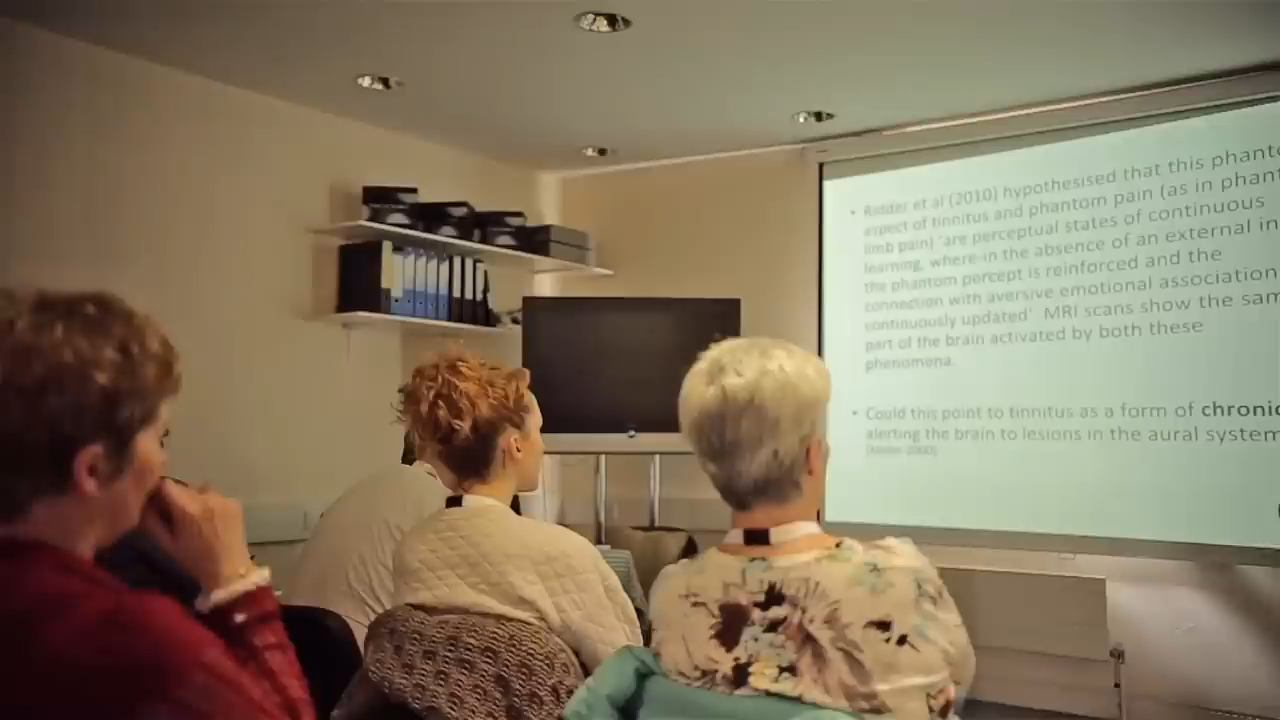 • Ridder et al (2010) hypothesised that this phanto
aspect of tinnitus and phantom pain (as in phant
limb pain) 'are perceptual states of continuous
learning, where-in the absence of an external in
the phantom percept is reinforced and the
connection with aversive emotional association
continuously updated' MRI scans show the sam
part of the brain activated by both these
phenomena.
• Could this point to tinnitus as a form of chronic
alerting the brain to lesions in the aural system